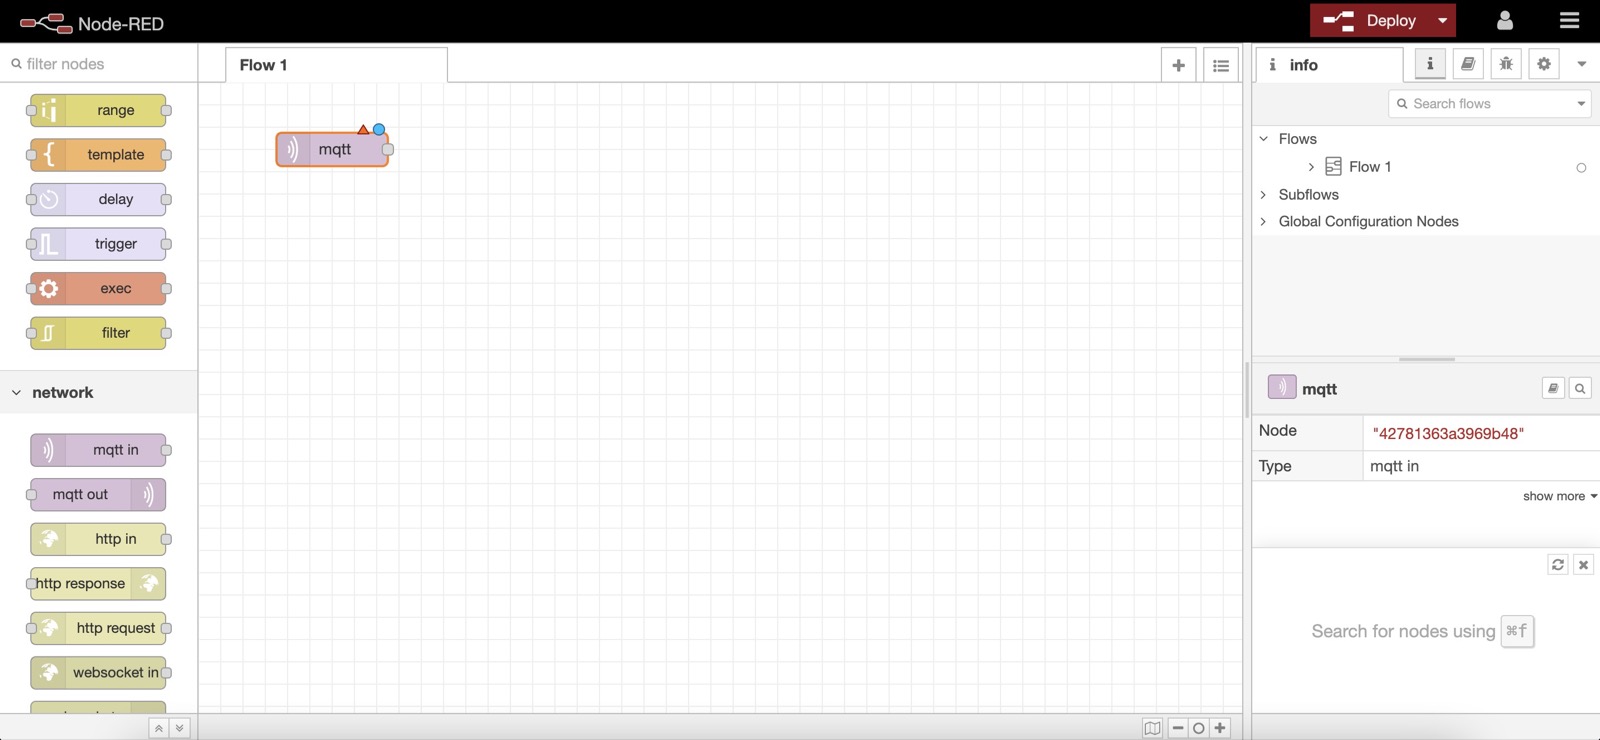 Node-RED
Deploy
filter nodes
Flow 1
info
Search flows
range
template
delay
trigger
exec
filter
network
mqtt in
mqtt out
http in
http response
http request
websocket in
mqtt
Flows
Flow 1
Subflows
Global Configuration Nodes
mqtt
Node "42781363a3969b48"
Type mqtt in
show more
Search for nodes using ⌘f